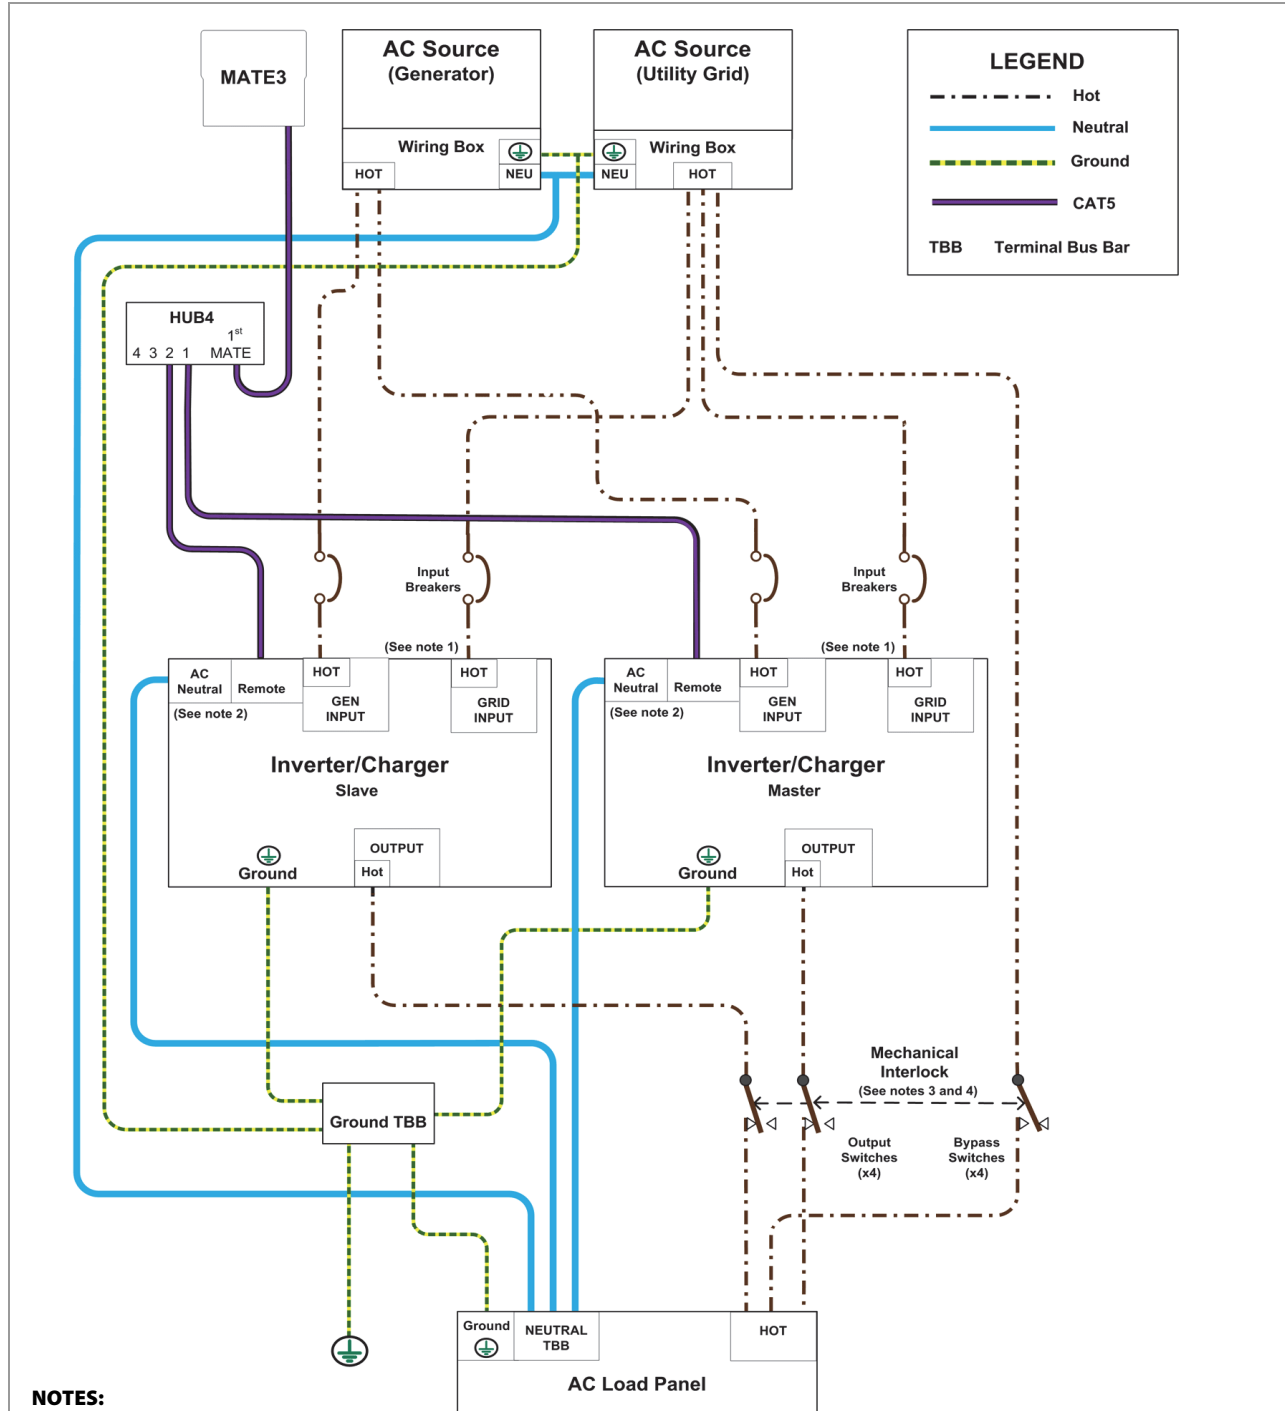 MATE3
AC Source
(Generator)
Wiring Box
HOT
NEU
AC Source
(Utility Grid)
Wiring Box
NEU
HOT
LEGEND
Hot
Neutral
Ground
CAT5
TBB Terminal Bus Bar
HUB4
1st
4 3 2 1 MATE
Input
Breakers
Input
Breakers
(See note 1)
(See note 1)
AC
Neutral
Remote
HOT
GEN
INPUT
HOT
GRID
INPUT
(See note 2)
Inverter/Charger
Slave
Ground
OUTPUT
Hot
AC
Neutral
Remote
HOT
GEN
INPUT
HOT
GRID
INPUT
(See note 2)
Inverter/Charger
Master
Ground
OUTPUT
Hot
Mechanical
Interlock
(See notes 3 and 4)
Output
Switches
(x4)
Bypass
Switches
(x4)
Ground TBB
Ground
NEUTRAL
TBB
HOT
AC Load Panel
NOTES: